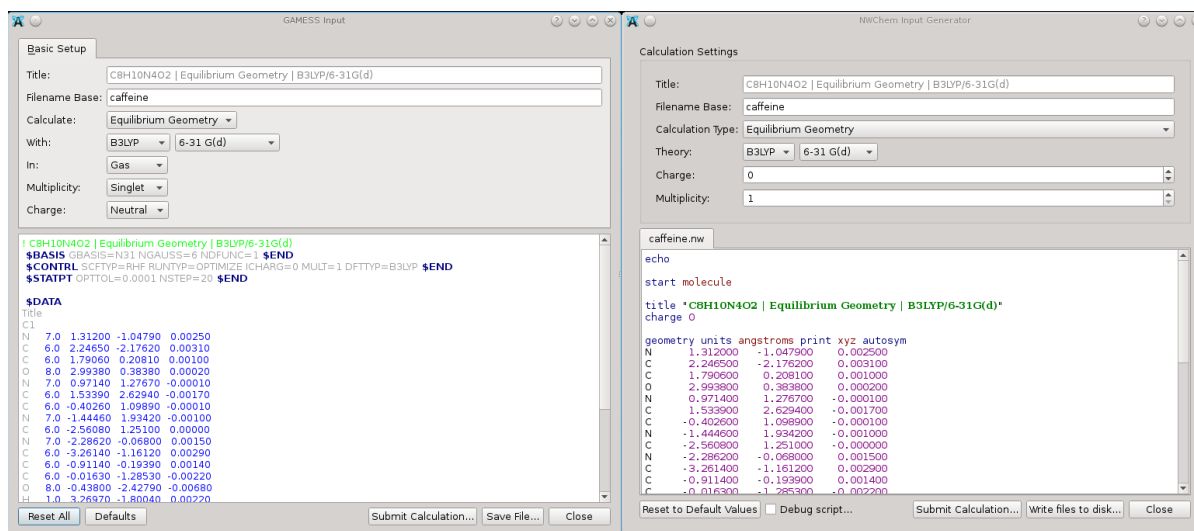 GAMESS Input
Basic Setup
Title: C8H10N4O2 | Equilibrium Geometry | B3LYP/6-31G(d)
Filename Base: caffeine
Calculate: Equilibrium Geometry
With: B3LYP 6-31 G(d)
In: Gas
Multiplicity: Singlet
Charge: Neutral
! C8H10N4O2 | Equilibrium Geometry | B3LYP/6-31G(d)
$BASIS GBASIS=N31 NGAUSS=6 NDFUNC=1 $END
$CONTRL SCFTYP=RHF RUNTYP=OPTIMIZE ICHARG=0 MULT=1 DFTTYP=B3LYP $END
$STATPT OPTTOL=0.0001 NSTEP=20 $END
$DATA
Title
C1
N 7.0 1.31200 -1.04790 0.00250
C 6.0 2.24650 -2.17620 0.00310
C 6.0 1.79060 0.20810 0.00100
O 8.0 2.99380 0.38380 0.00020
N 7.0 0.97140 1.27670 -0.00010
C 6.0 1.53390 2.62940 -0.00170
C 6.0 -0.40260 1.09890 -0.00010
N 7.0 -1.44460 1.93420 -0.00100
C 6.0 -2.56080 1.25100 0.00000
N 7.0 -2.28620 -0.06800 0.00150
C 6.0 -3.26140 -1.16120 0.00290
C 6.0 -0.91140 -0.19390 0.00140
C 6.0 -0.01630 -1.28530 -0.00220
O 8.0 -0.43800 -2.42790 -0.00680
H 1.0 3.26970 -1.80040 0.00220
Reset All Defaults Submit Calculation... Save File... Close
NWChem Input Generator
Calculation Settings
Title: C8H10N4O2 | Equilibrium Geometry | B3LYP/6-31G(d)
Filename Base: caffeine
Calculation Type: Equilibrium Geometry
Theory: B3LYP 6-31 G(d)
Charge: 0
Multiplicity: 1
caffeine.nw
echo
start molecule
title "C8H10N4O2 | Equilibrium Geometry | B3LYP/6-31G(d)"
charge 0
geometry units angstroms print xyz autosym
N 1.312000 -1.047900 0.002500
C 2.246500 -2.176200 0.003100
C 1.790600 0.208100 0.001000
O 2.993800 0.383800 0.000200
N 0.971400 1.276700 -0.000100
C 1.533900 2.629400 -0.001700
C -0.402600 1.098900 -0.000100
N -1.444600 1.934200 -0.001000
C -2.560800 1.251000 -0.000000
N -2.286200 -0.068000 0.001500
C -3.261400 -1.161200 0.002900
C -0.911400 -0.193900 0.001400
C -0.016300 -1.285300 -0.002200
Reset to Default Values Debug script... Submit Calculation... Write files to disk... Close